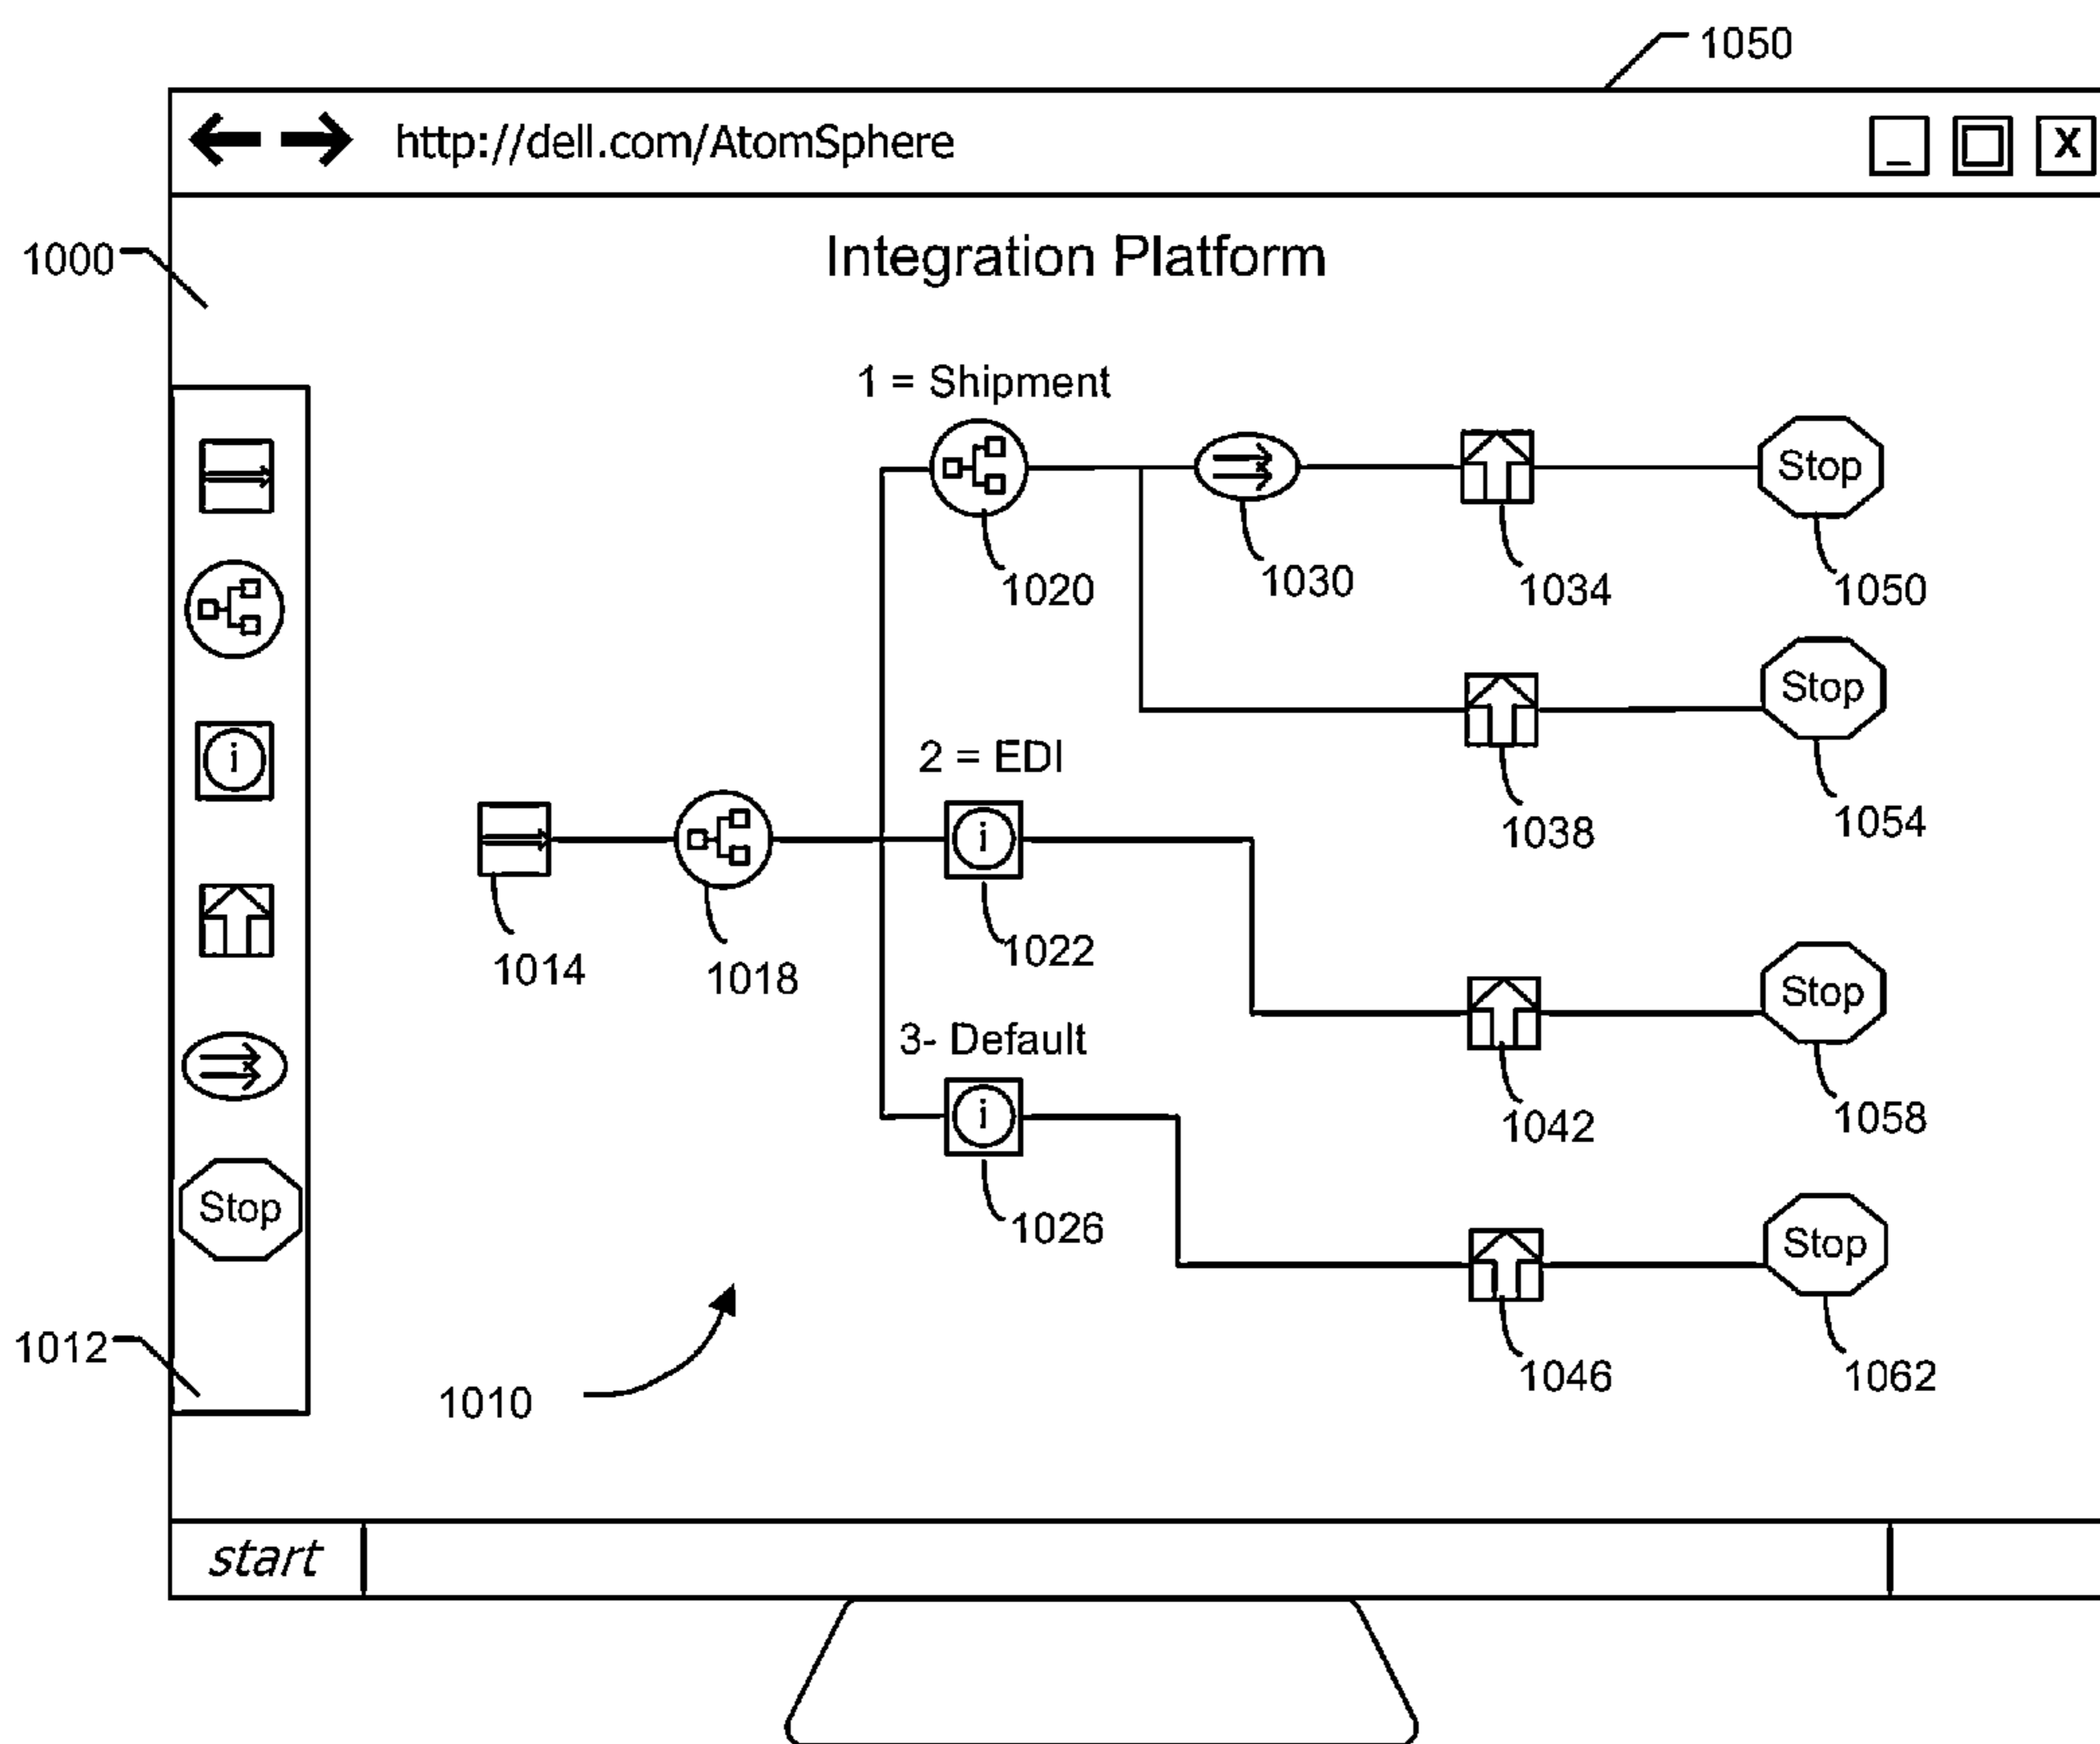 1050
http://dell.com/AtomSphere
_
X
1000
Integration Platform
1 = Shipment
Stop
1020
1030
1034
1050
Stop
2 = EDI
i
i
1038
1054
1014
1018
1022
Stop
3- Default
i
1042
1058
Stop
1026
Stop
1012
1010
1046
1062
start